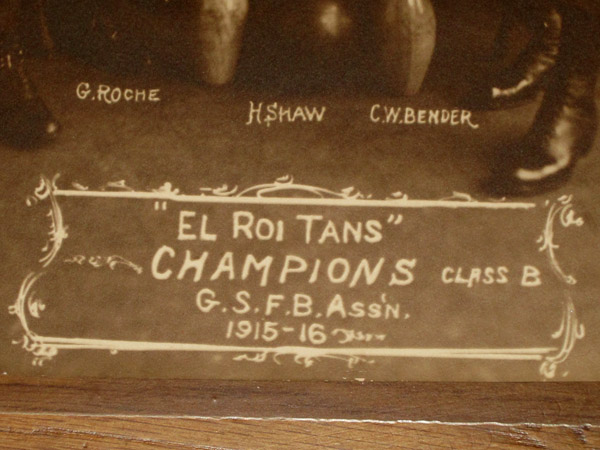 G. ROCHE
H. SHAW
C.W. BENDER
"EL ROI TANS"
CHAMPIONS CLASS B
G. S. F. B. ASS'N.
1915-16